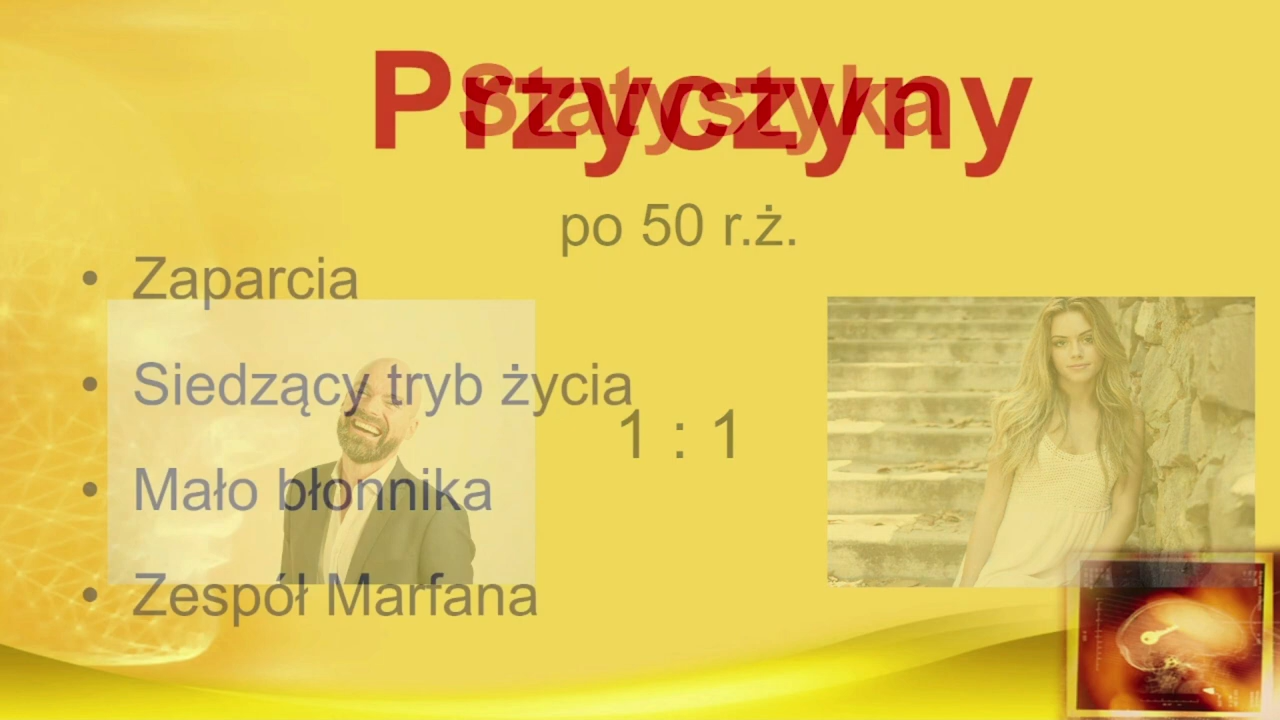 Przyczyny
Statystyka
po 50 r.ż.
• Zaparcia
• Siedzący tryb życia
1 : 1
• Mało błonnika
• Zespół Marfana